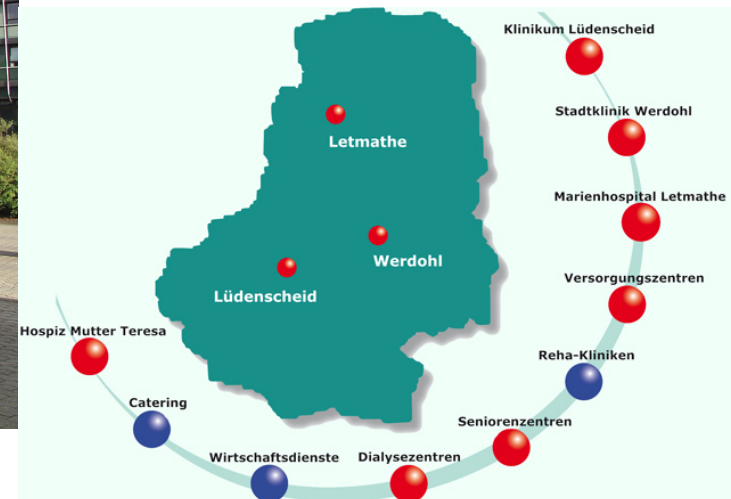 Klinikum Lüdenscheid
Stadtklinik Werdohl
Letmathe
Marienhospital Letmathe
Werdohl
Versorgungszentren
Lüdenscheid
Hospiz Mutter Teresa
Reha-Kliniken
Catering
Seniorenzentren
Wirtschaftsdienste
Dialysezentren